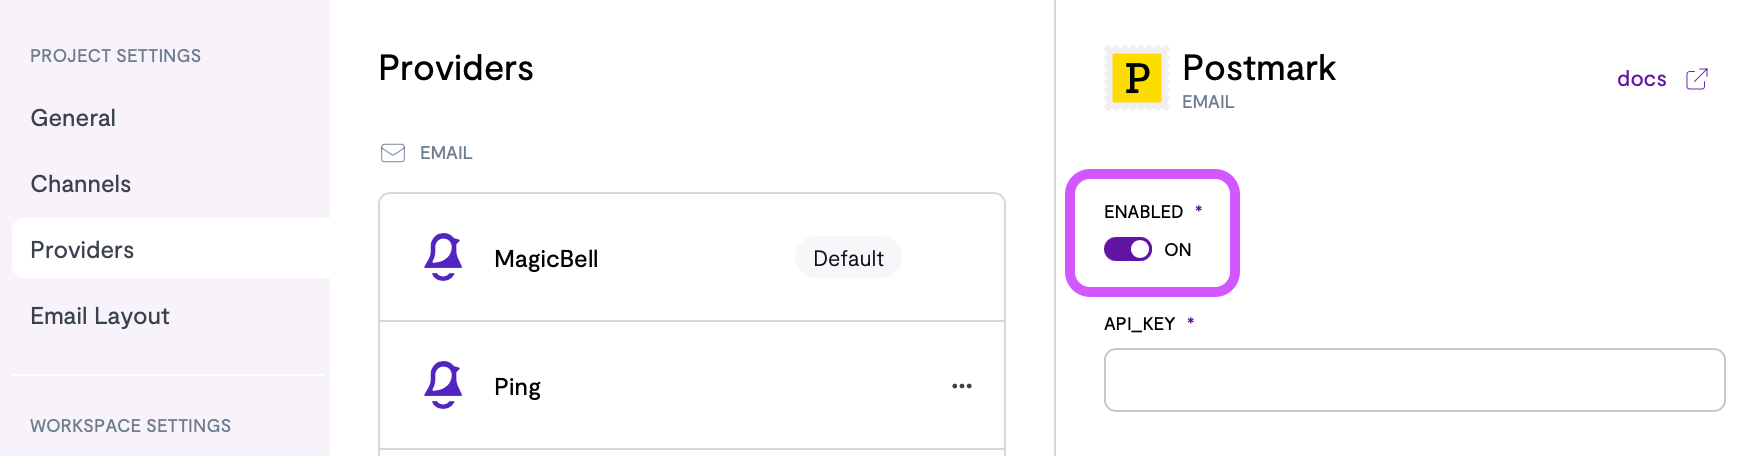 PROJECT SETTINGS
General
Channels
Providers
Email Layout
WORKSPACE SETTINGS
Providers
EMAIL
MagicBell
Default
Ping
P
Postmark
EMAIL
docs
ENABLED *
ON
API_KEY *